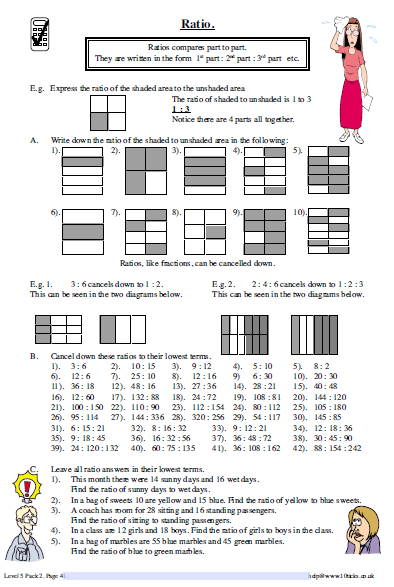 Ratio.
Ratios compares part to part.
They are written in the form 1st part : 2nd part : 3rd part etc.
E.g. Express the ratio of the shaded area to the unshaded area
The ratio of shaded to unshaded is 1 to 3
1 : 3
Notice there are 4 parts all together.
A. Write down the ratio of the shaded to unshaded area in the following:
1). 2). 3). 4). 5).
6). 7). 8). 9). 10).
Ratios, like fractions, can be cancelled down.
E.g. 1. 3 : 6 cancels down to 1 : 2. E.g. 2. 2 : 4 : 6 cancels down to 1 : 2 : 3
This can be seen in the two diagrams below. This can be seen in the two diagrams below.
B. Cancel down these ratios to their lowest terms.
1). 3 : 6 2). 10 : 15 3). 9 : 12 4). 5 : 10 5). 8 : 2
6). 12 : 6 7). 25 : 10 8). 12 : 16 9). 6 : 30 10). 20 : 30
11). 36 : 18 12). 48 : 16 13). 27 : 36 14). 28 : 21 15). 40 : 48
16). 12 : 60 17). 132 : 88 18). 24 : 72 19). 108 : 81 20). 144 : 120
21). 100 : 150 22). 110 : 90 23). 112 : 154 24). 80 : 112 25). 105 : 180
26). 95 : 114 27). 144 : 336 28). 320 : 256 29). 54 : 117 30). 145 : 85
31). 6 : 15 : 21 32). 8 : 16 : 32 33). 9 : 12 : 21 34). 12 : 18 : 36
35). 9 : 18 : 45 36). 16 : 32 : 56 37). 36 : 48 : 72 38). 30 : 45 : 90
39). 24 : 120 : 132 40). 60 : 75 : 135 41). 36 : 108 : 162 42). 88 : 154 : 242
C. Leave all ratio answers in their lowest terms.
1). This month there were 14 sunny days and 16 wet days.
Find the ratio of sunny days to wet days.
2). In a bag of sweets 10 are yellow and 15 blue. Find the ratio of yellow to blue sweets.
3). A coach has room for 28 sitting and 16 standing passengers.
Find the ratio of sitting to standing passengers.
4). In a class are 12 girls and 18 boys. Find the ratio of girls to boys in the class.
5). In a bag of marbles are 55 blue marbles and 45 green marbles.
Find the ratio of blue to green marbles.
Level 5 Pack 2. Page 41.